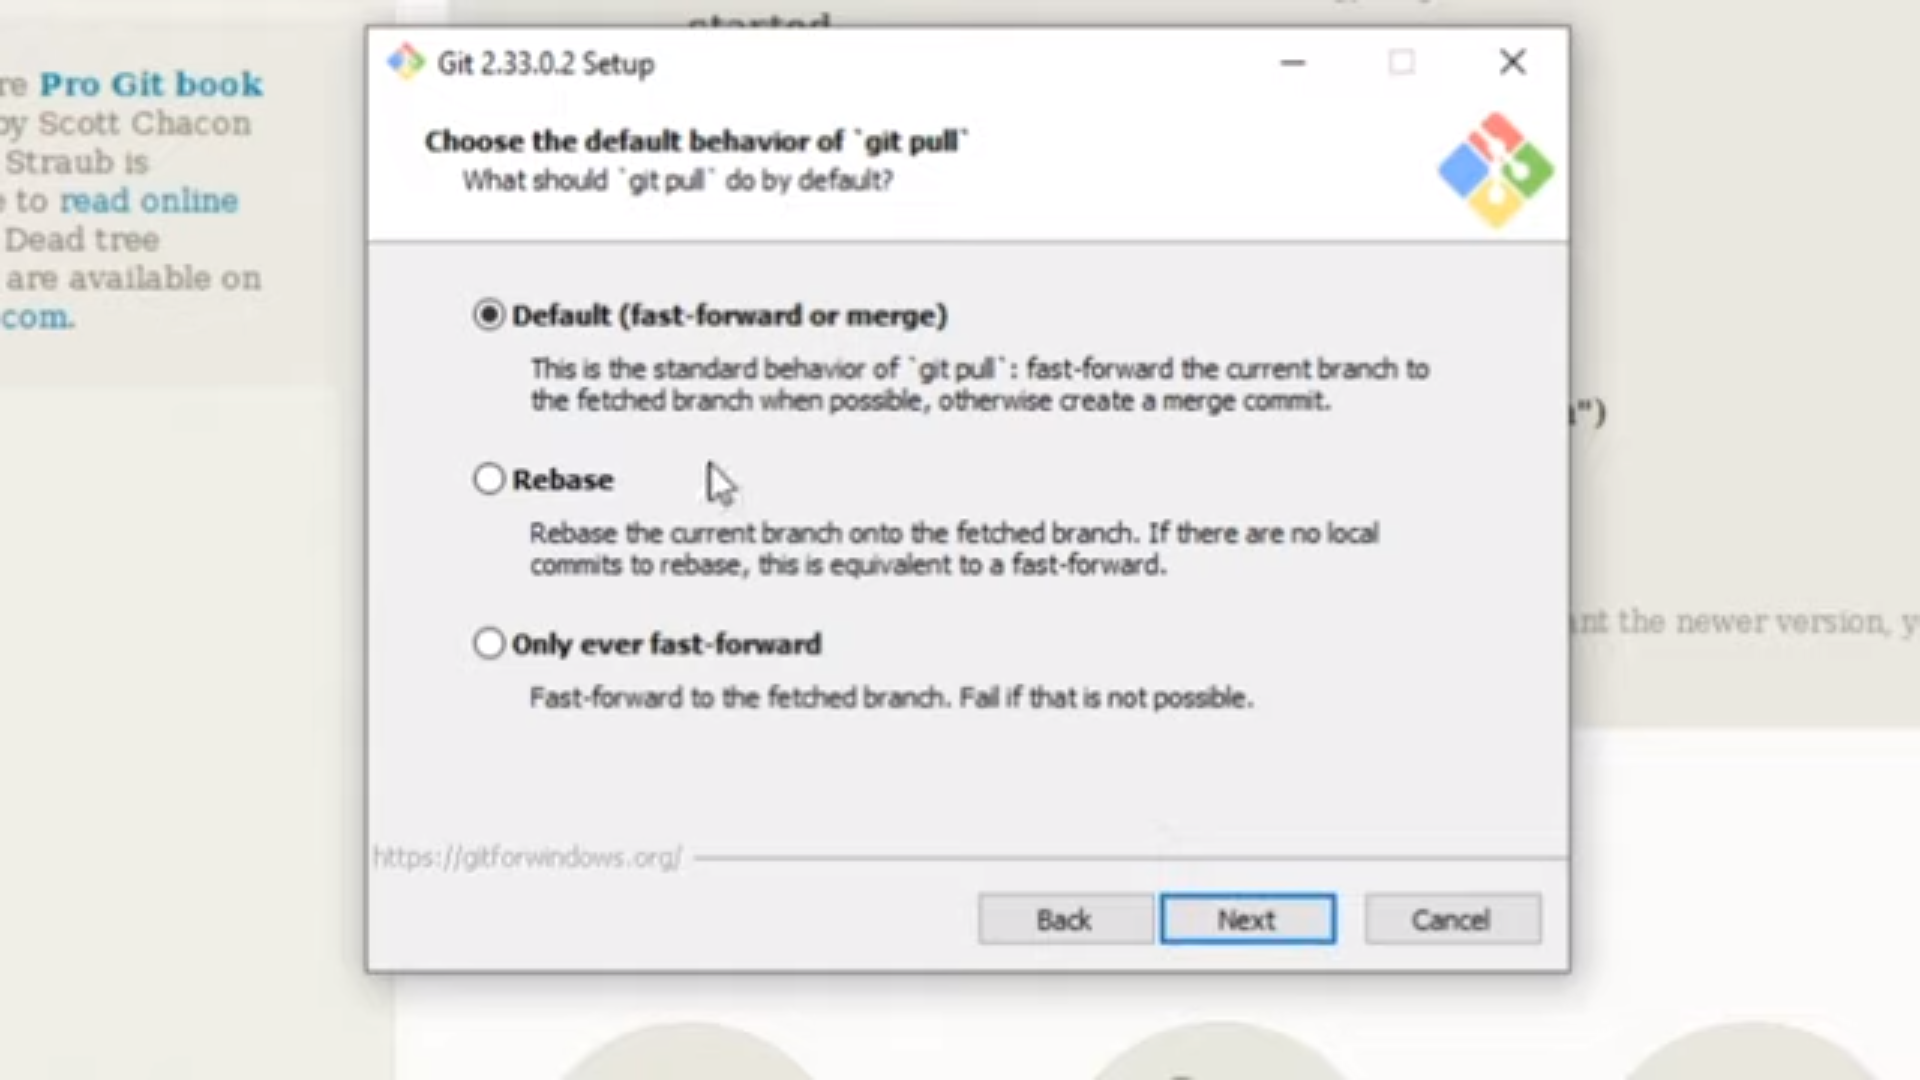 started
re Pro Git book
by Scott Chacon
Straub is
e to read online
Dead tree
are available on
com.
Git 2.33.0.2 Setup
Choose the default behavior of `git pull`
What should `git pull` do by default?
Default (fast-forward or merge)
This is the standard behavior of `git pull`: fast-forward the current branch to
the fetched branch when possible, otherwise create a merge commit.
Rebase
Rebase the current branch onto the fetched branch. If there are no local
commits to rebase, this is equivalent to a fast-forward.
Only ever fast-forward
Fast-forward to the fetched branch. Fail if that is not possible.
")
ant the newer version, y
https://gitforwindows.org/
Back
Next
Cancel